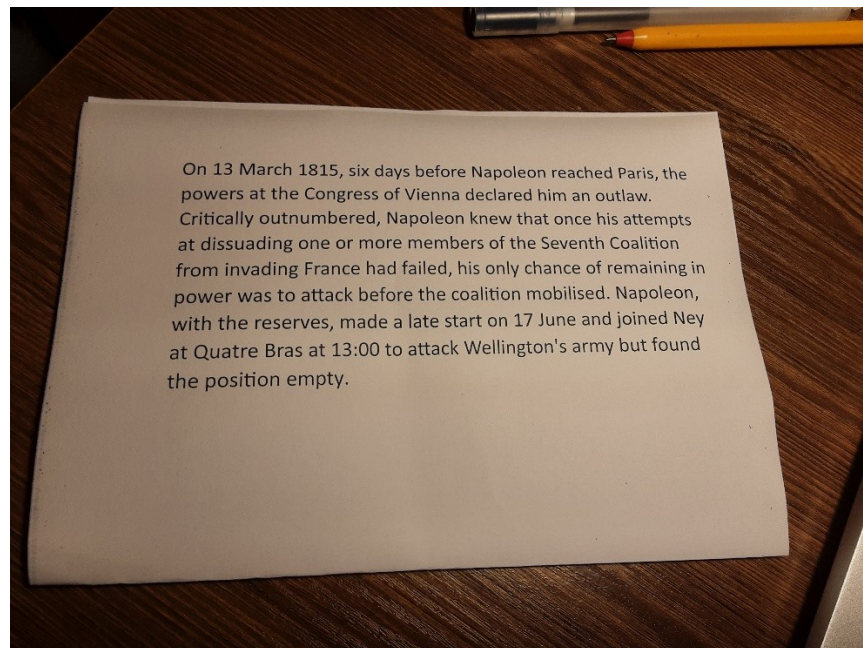 On 13 March 1815, six days before Napoleon reached Paris, the
powers at the Congress of Vienna declared him an outlaw.
Critically outnumbered, Napoleon knew that once his attempts
at dissuading one or more members of the Seventh Coalition
from invading France had failed, his only chance of remaining in
power was to attack before the coalition mobilised. Napoleon,
with the reserves, made a late start on 17 June and joined Ney
at Quatre Bras at 13:00 to attack Wellington's army but found
the position empty.